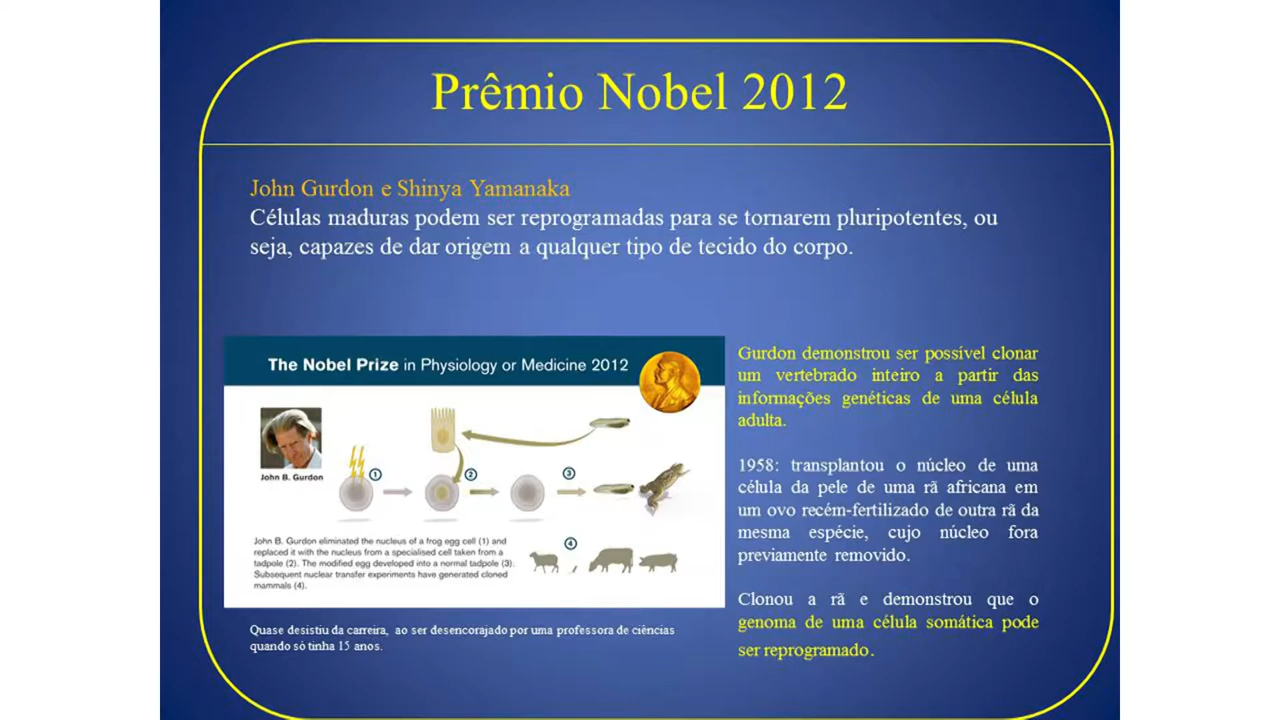 Prêmio Nobel 2012
John Gurdon e Shinya Yamanaka
Células maduras podem ser reprogramadas para se tornarem pluripotentes, ou
seja, capazes de dar origem a qualquer tipo de tecido do corpo.
The Nobel Prize in Physiology or Medicine 2012
John B. Gurdon
1
2
3
4
John B. Gurdon eliminated the nucleus of a frog egg cell (1) and
replaced it with the nucleus from a specialised cell taken from a
tadpole (2). The modified egg developed into a normal tadpole (3).
Subsequent nuclear transfer experiments have generated cloned
mammals (4).
Quase desistiu da carreira, ao ser desencorajado por uma professora de ciências
quando só tinha 15 anos.
Gurdon demonstrou ser possível clonar
um vertebrado inteiro a partir das
informações genéticas de uma célula
adulta.
1958: transplantou o núcleo de uma
célula da pele de uma rã africana em
um ovo recém-fertilizado de outra rã da
mesma espécie, cujo núcleo fora
previamente removido.
Clonou a rã e demonstrou que o
genoma de uma célula somática pode
ser reprogramado.